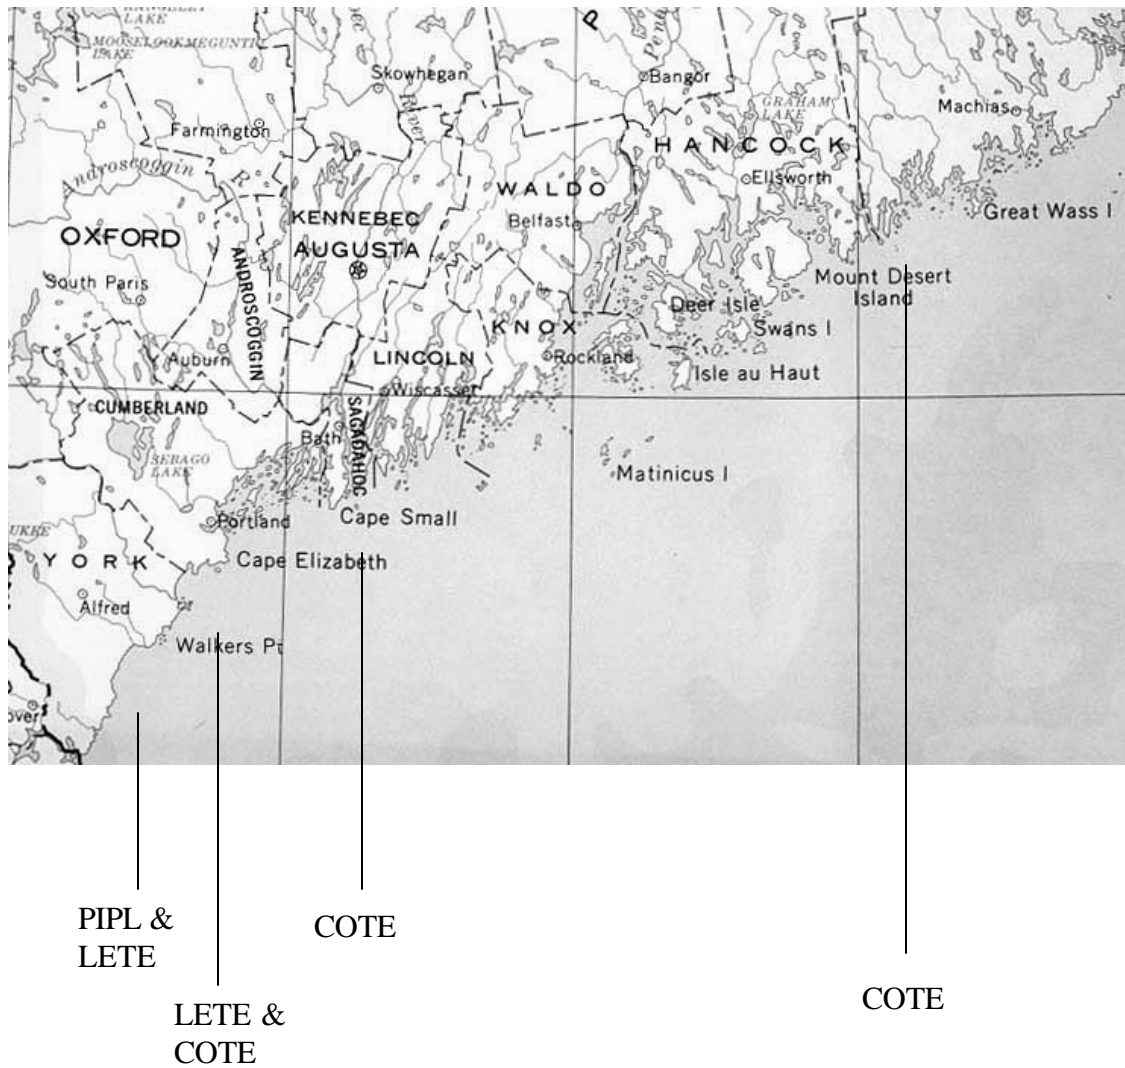 LAKE
MOOSELOOKMEGUNTIC
LAKE
Skowhegan
River
Bangor
GRAHAM
LAKE
Machias
Farmington
HANCOCK
Androscoggin R.
Ellsworth
WALDO
Great Wass I
KENNEBEC
Belfast
OXFORD
AUGUSTA
ANDROSCOGGIN
South Paris
Mount Desert
Island
Deer Isle
KNOX
Swans I
Auburn
LINCOLN
Rockland
Isle au Haut
Wiscasset
CUMBERLAND
SAGADAHOC
Bath
SEBAGO
LAKE
Matinicus I
Portland
Cape Small
YORK
Cape Elizabeth
Alfred
Walkers Pt
PIPL &
LETE
COTE
LETE &
COTE
COTE